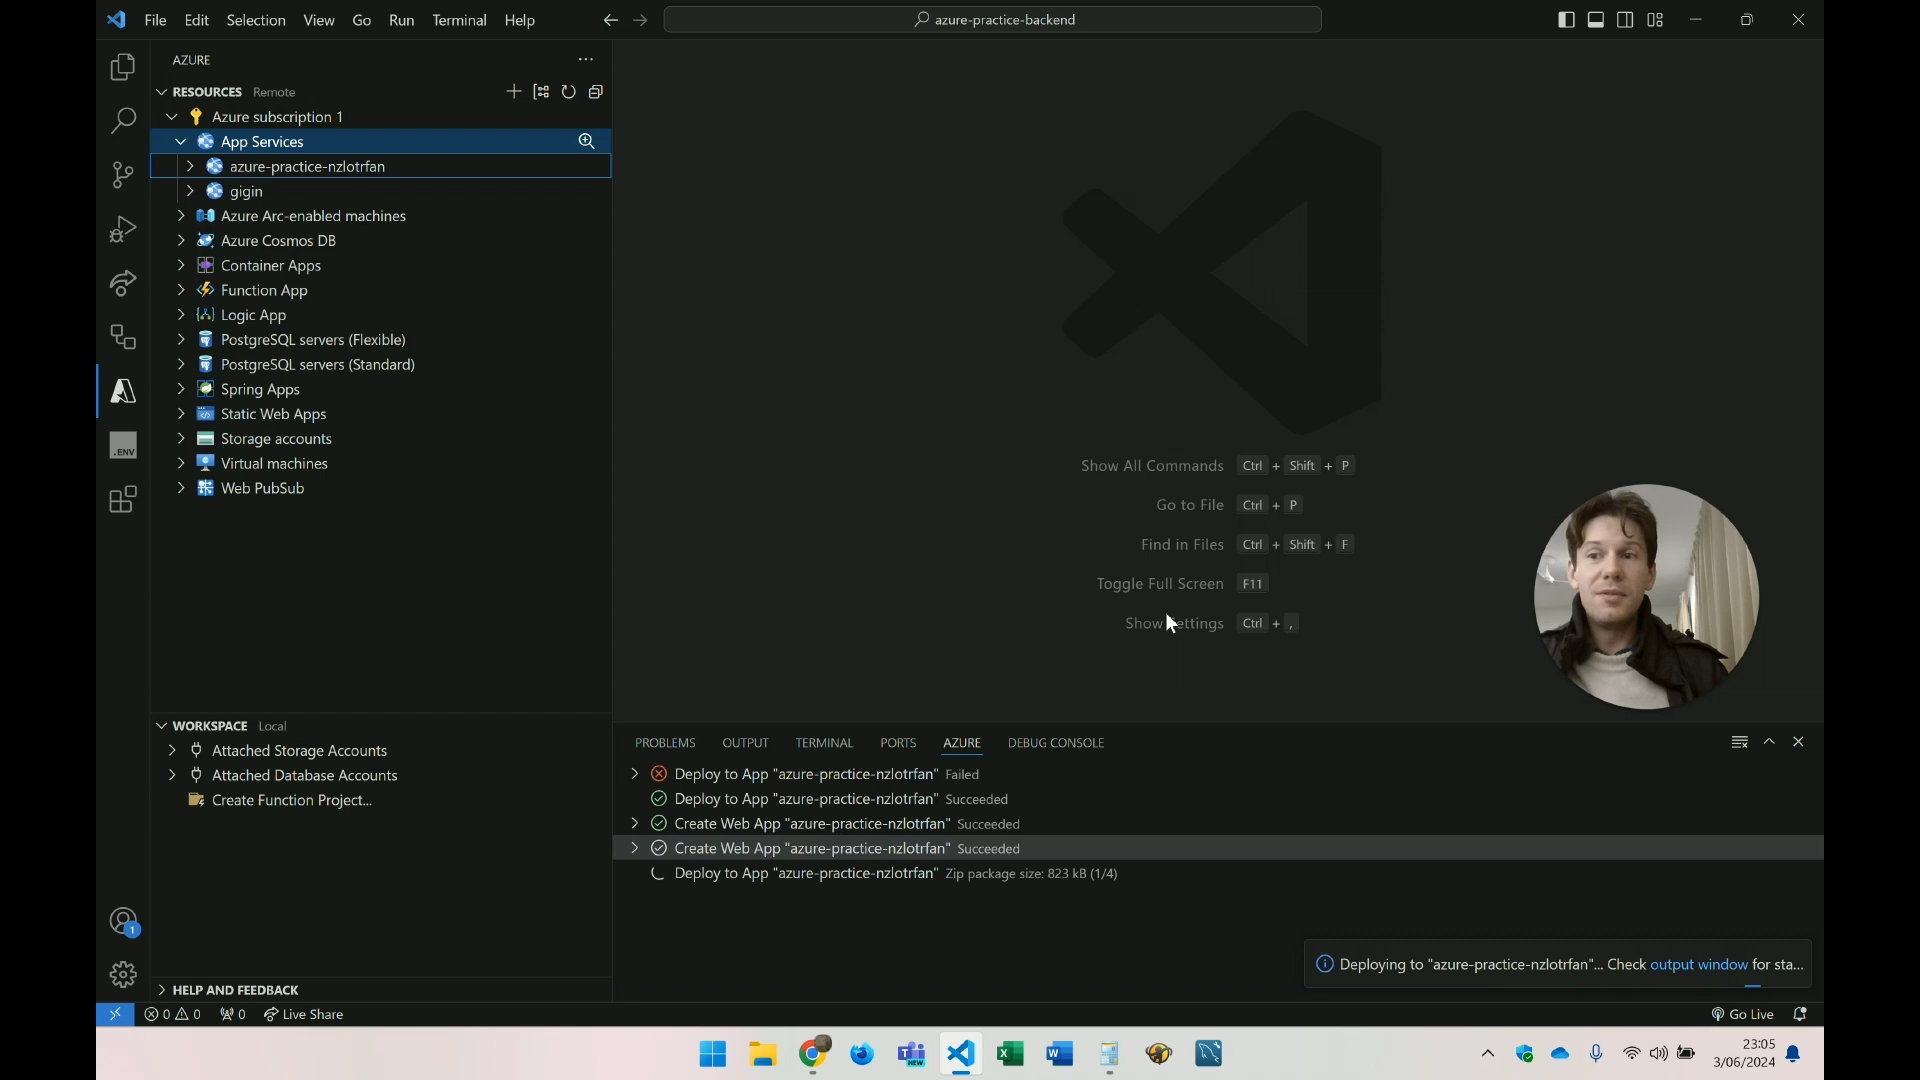 File Edit Selection View Go Run Terminal Help
azure-practice-backend
AZURE
RESOURCES Remote
Azure subscription 1
App Services
azure-practice-nzlotrfan
gigin
Azure Arc-enabled machines
Azure Cosmos DB
Container Apps
Function App
Logic App
PostgreSQL servers (Flexible)
PostgreSQL servers (Standard)
Spring Apps
Static Web Apps
Storage accounts
Virtual machines
Web PubSub
.ENV
Show All Commands Ctrl + Shift + P
Go to File Ctrl + P
Find in Files Ctrl + Shift + F
Toggle Full Screen F11
Show Settings Ctrl + ,
WORKSPACE Local
Attached Storage Accounts
Attached Database Accounts
Create Function Project...
HELP AND FEEDBACK
PROBLEMS OUTPUT TERMINAL PORTS AZURE DEBUG CONSOLE
Deploy to App "azure-practice-nzlotrfan" Failed
Deploy to App "azure-practice-nzlotrfan" Succeeded
Create Web App "azure-practice-nzlotrfan" Succeeded
Create Web App "azure-practice-nzlotrfan" Succeeded
Deploy to App "azure-practice-nzlotrfan" Zip package size: 823 kB (1/4)
Deploying to "azure-practice-nzlotrfan"... Check output window for sta...
1
0 0 0 Live Share
Go Live
NEW
23:05
3/06/2024